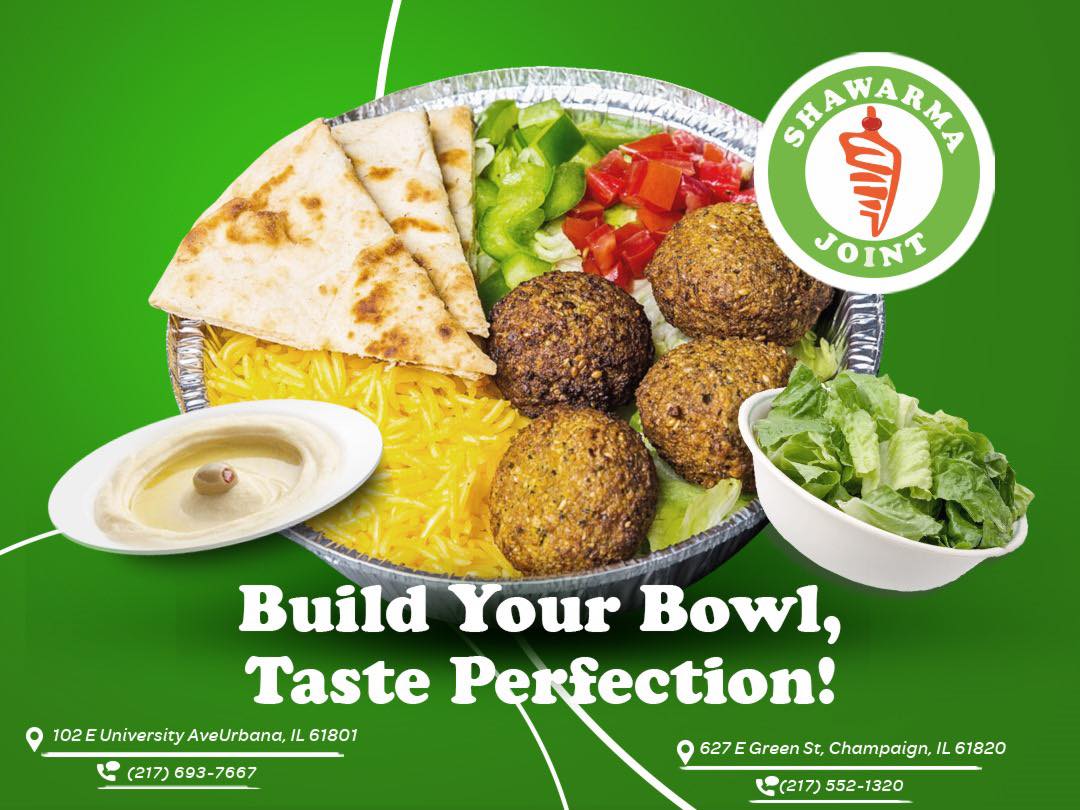 SHAWARMA
JOINT
Build Your Bowl,
Taste Perfection!
102 E University AveUrbana, IL 61801
(217) 693-7667
627 E Green St, Champaign, IL 61820
(217) 552-1320